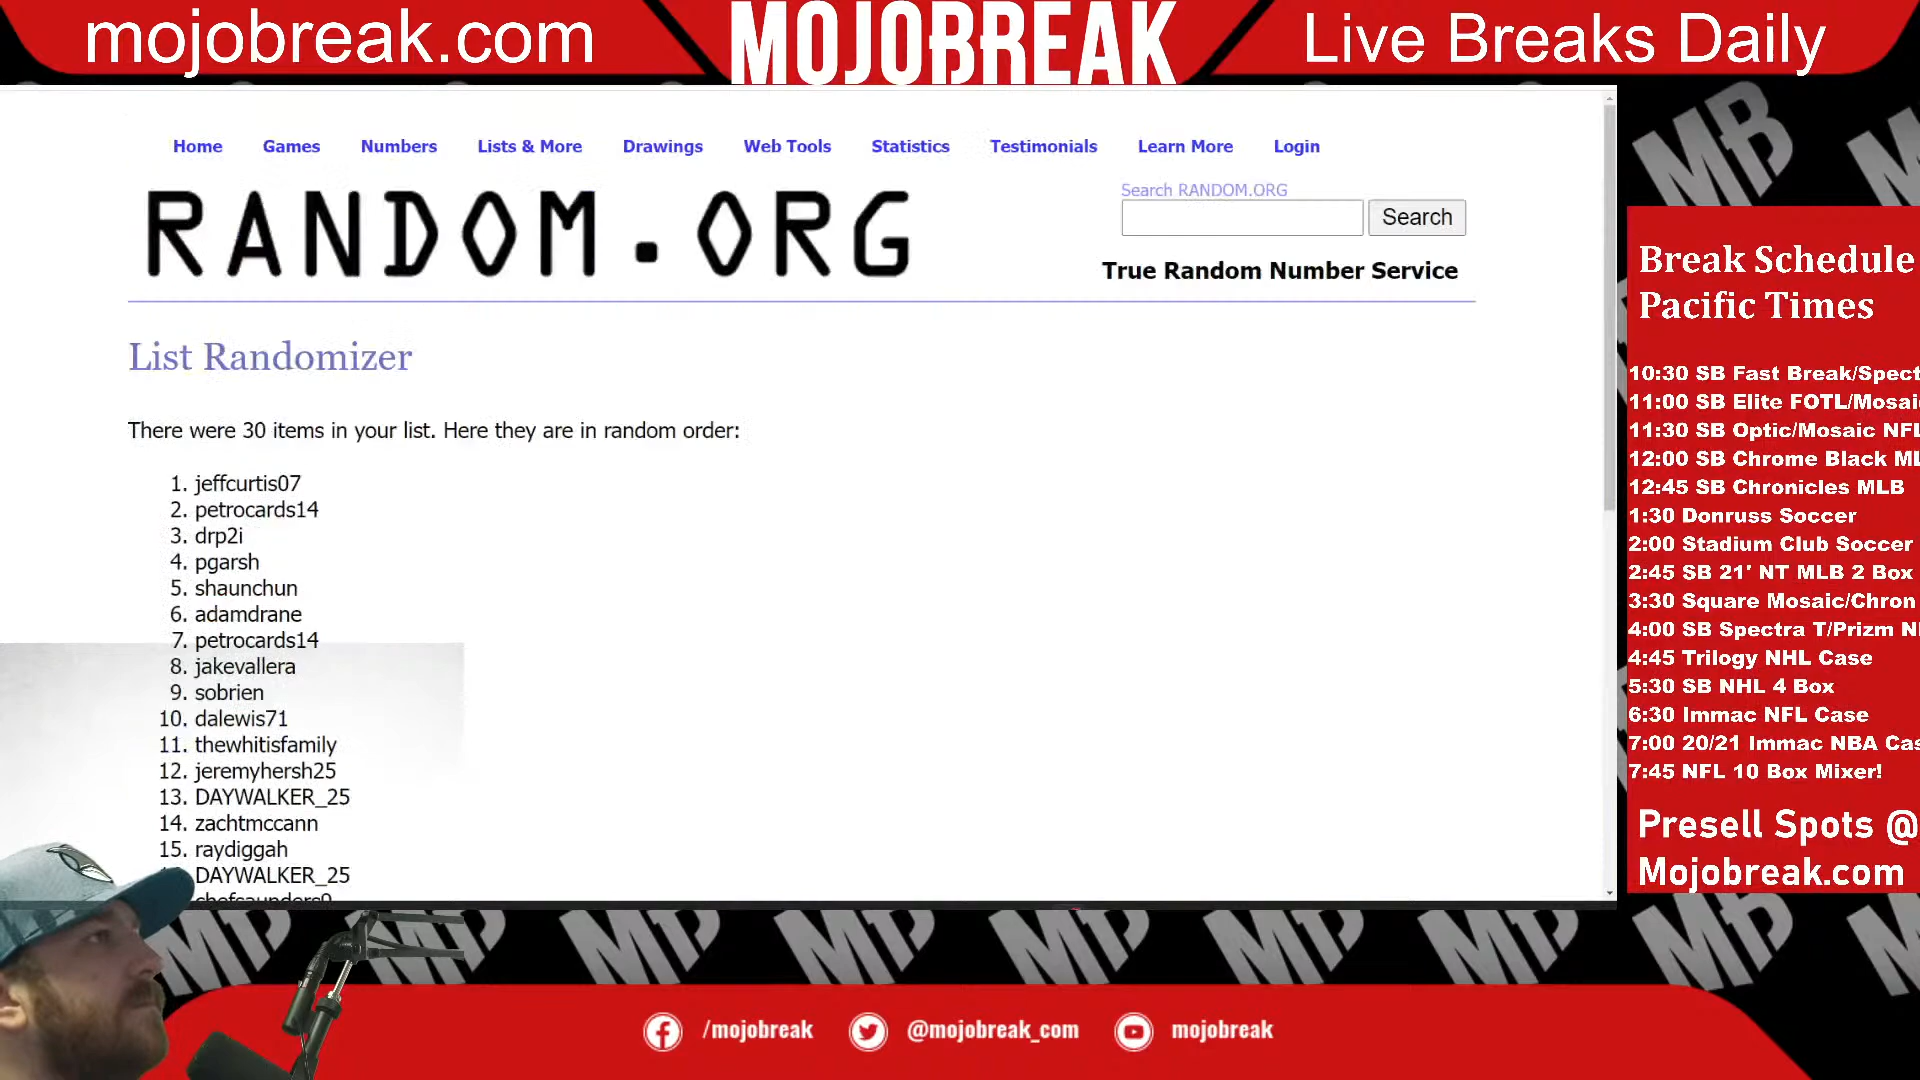 mojobreak.com
MOJOBREAK
Live Breaks Daily
Home Games Numbers Lists & More Drawings Web Tools Statistics Testimonials Learn More Login
RANDOM.ORG
Search RANDOM.ORG
Search
True Random Number Service
List Randomizer
There were 30 items in your list. Here they are in random order:
1. jeffcurtis07
2. petrocards14
3. drp2i
4. pgarsh
5. shaunchun
6. adamdrane
7. petrocards14
8. jakevallera
9. sobrien
10. dalewis71
11. thewhitisfamily
12. jeremyhersh25
13. DAYWALKER_25
14. zachtmccann
15. raydiggah
DAYWALKER_25
MB
Break Schedule
Pacific Times
10:30 SB Fast Break/Spect
11:00 SB Elite FOTL/Mosaic
11:30 SB Optic/Mosaic NFL
12:00 SB Chrome Black ML
12:45 SB Chronicles MLB
1:30 Donruss Soccer
2:00 Stadium Club Soccer
2:45 SB 21' NT MLB 2 Box
3:30 Square Mosaic/Chron
4:00 SB Spectra T/Prizm N
4:45 Trilogy NHL Case
5:30 SB NHL 4 Box
6:30 Immac NFL Case
7:00 20/21 Immac NBA Cas
7:45 NFL 10 Box Mixer!
Presell Spots @
Mojobreak.com
MB MB MB MB MB MB
/mojobreak @mojobreak_com mojobreak